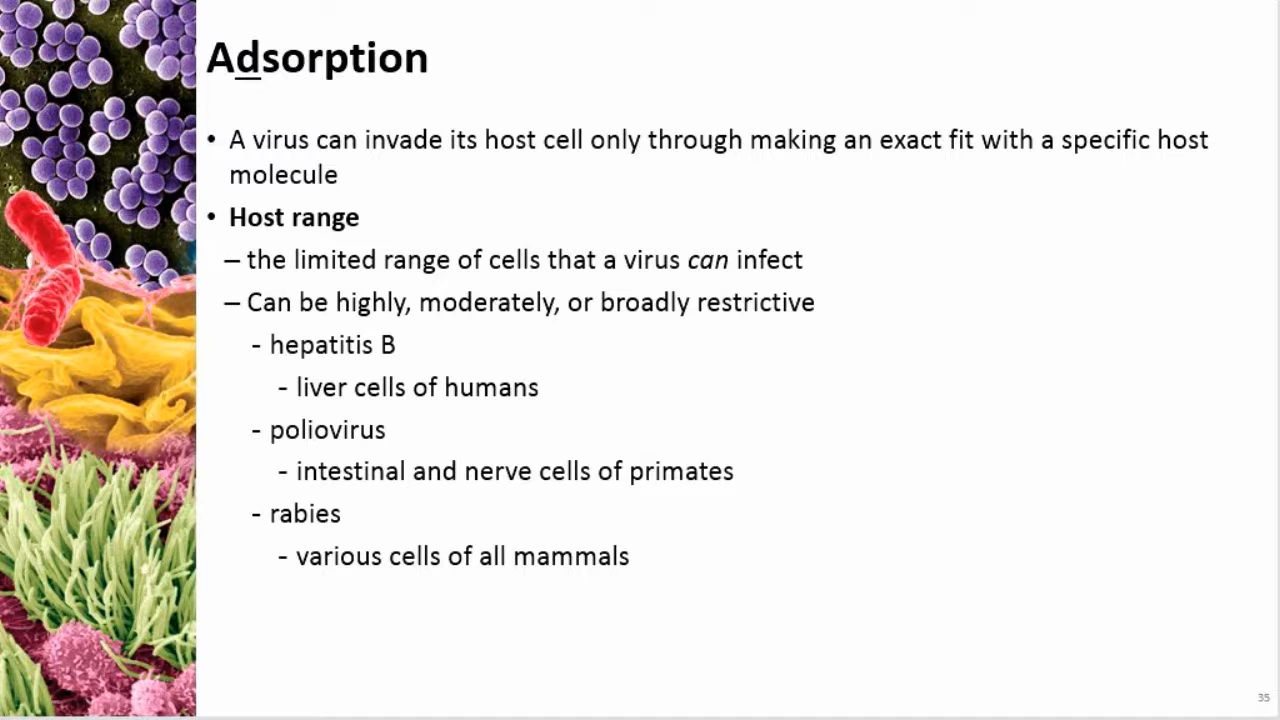 Adsorption
• A virus can invade its host cell only through making an exact fit with a specific host
molecule
• Host range
– the limited range of cells that a virus can infect
– Can be highly, moderately, or broadly restrictive
- hepatitis B
- liver cells of humans
- poliovirus
- intestinal and nerve cells of primates
- rabies
- various cells of all mammals
35